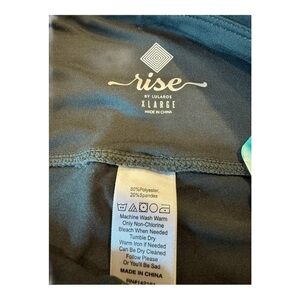 rise
BY LULAROE
XLARGE
MADE IN CHINA
80%Polyester,
20%Spandex
Machine Wash Warm
Only Non-Chlorine
Bleach When Needed
Tumble Dry
Warm Iron if Needed
Can Be Dry Cleaned
Follow Please
Or You'll Be Sad
MADE IN CHINA